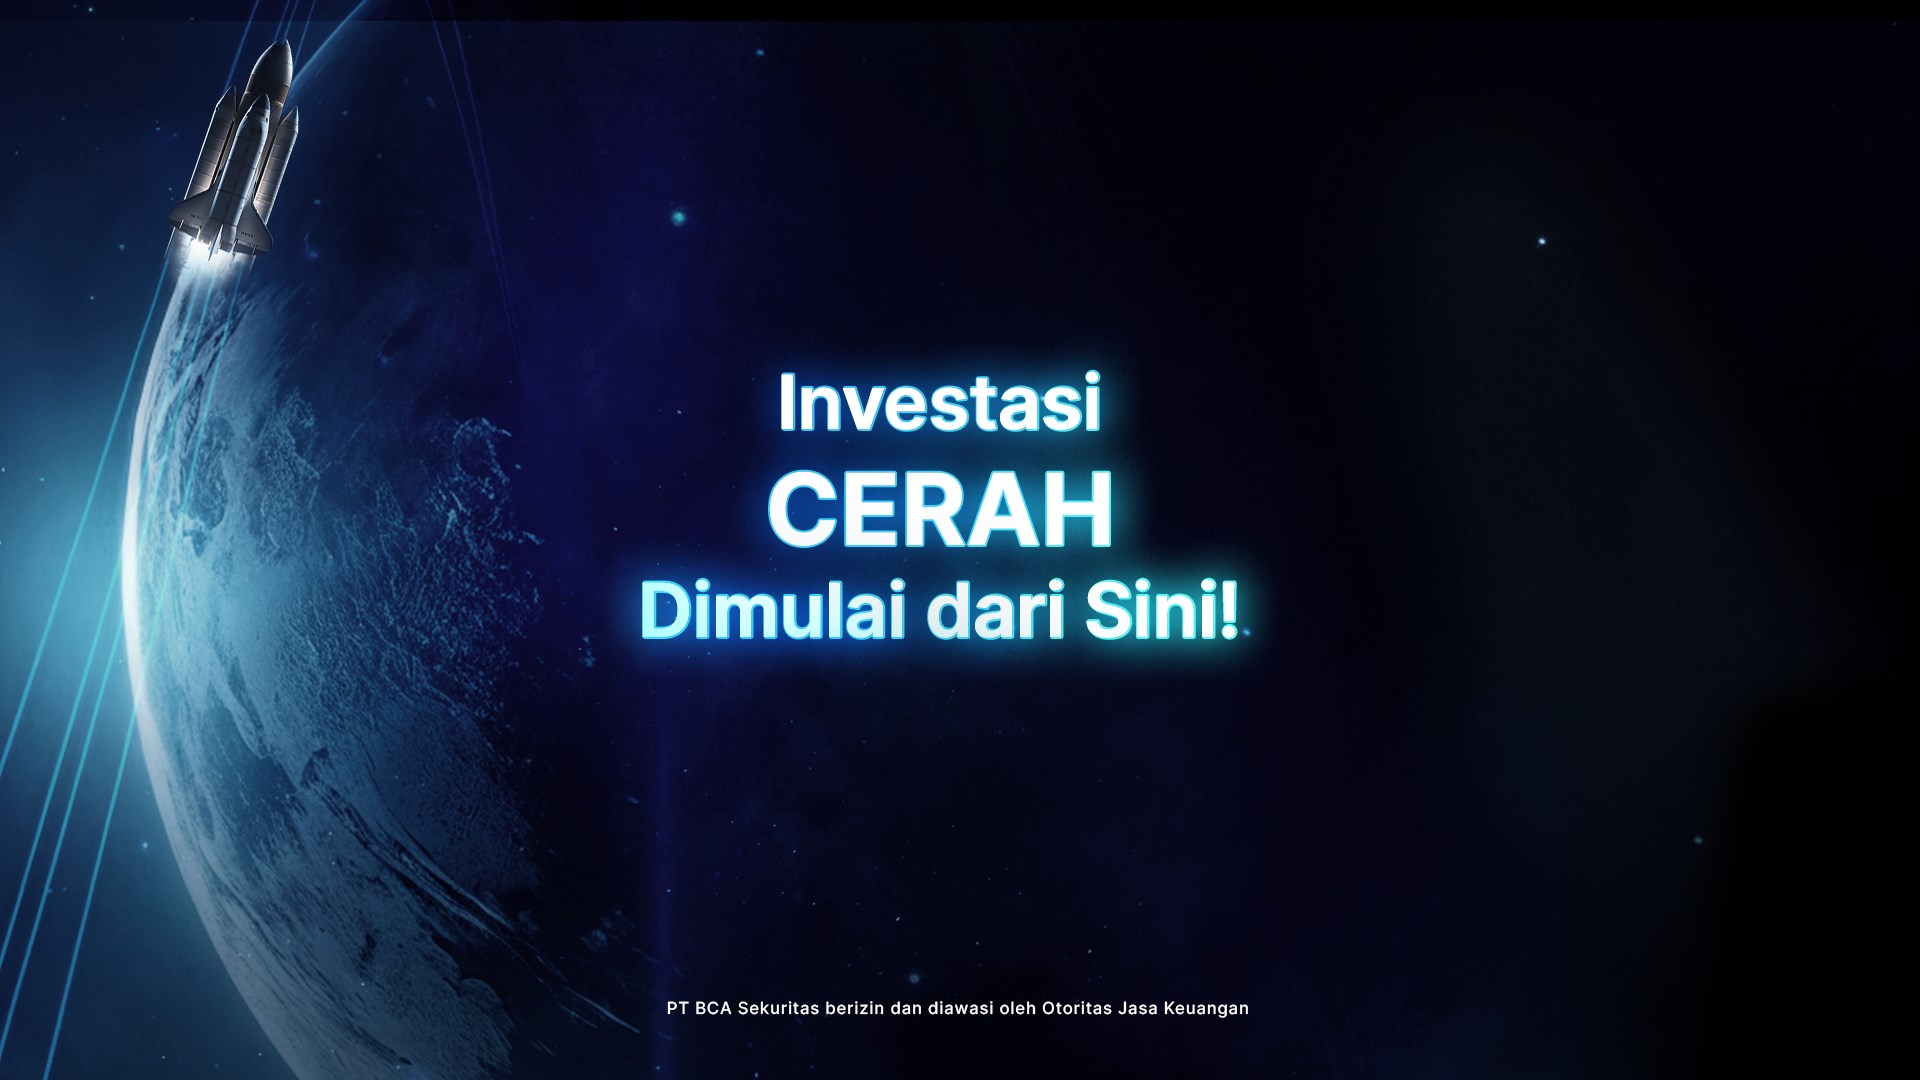 Investasi
CERAH
Dimulai dari Sini!
PT BCA Sekuritas berizin dan diawasi oleh Otoritas Jasa Keuangan